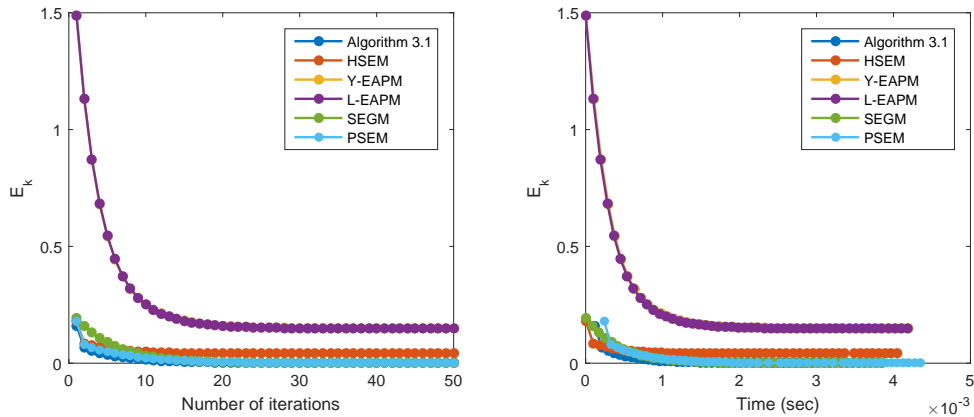 1.5
1
0.5
0
E_k
0 10 20 30 40 50
Number of iterations
Algorithm 3.1
HSEM
Y-EAPM
L-EAPM
SEGM
PSEM
1.5
1
0.5
0
E_k
0 1 2 3 4 5
Time (sec)
×10^-3
Algorithm 3.1
HSEM
Y-EAPM
L-EAPM
SEGM
PSEM